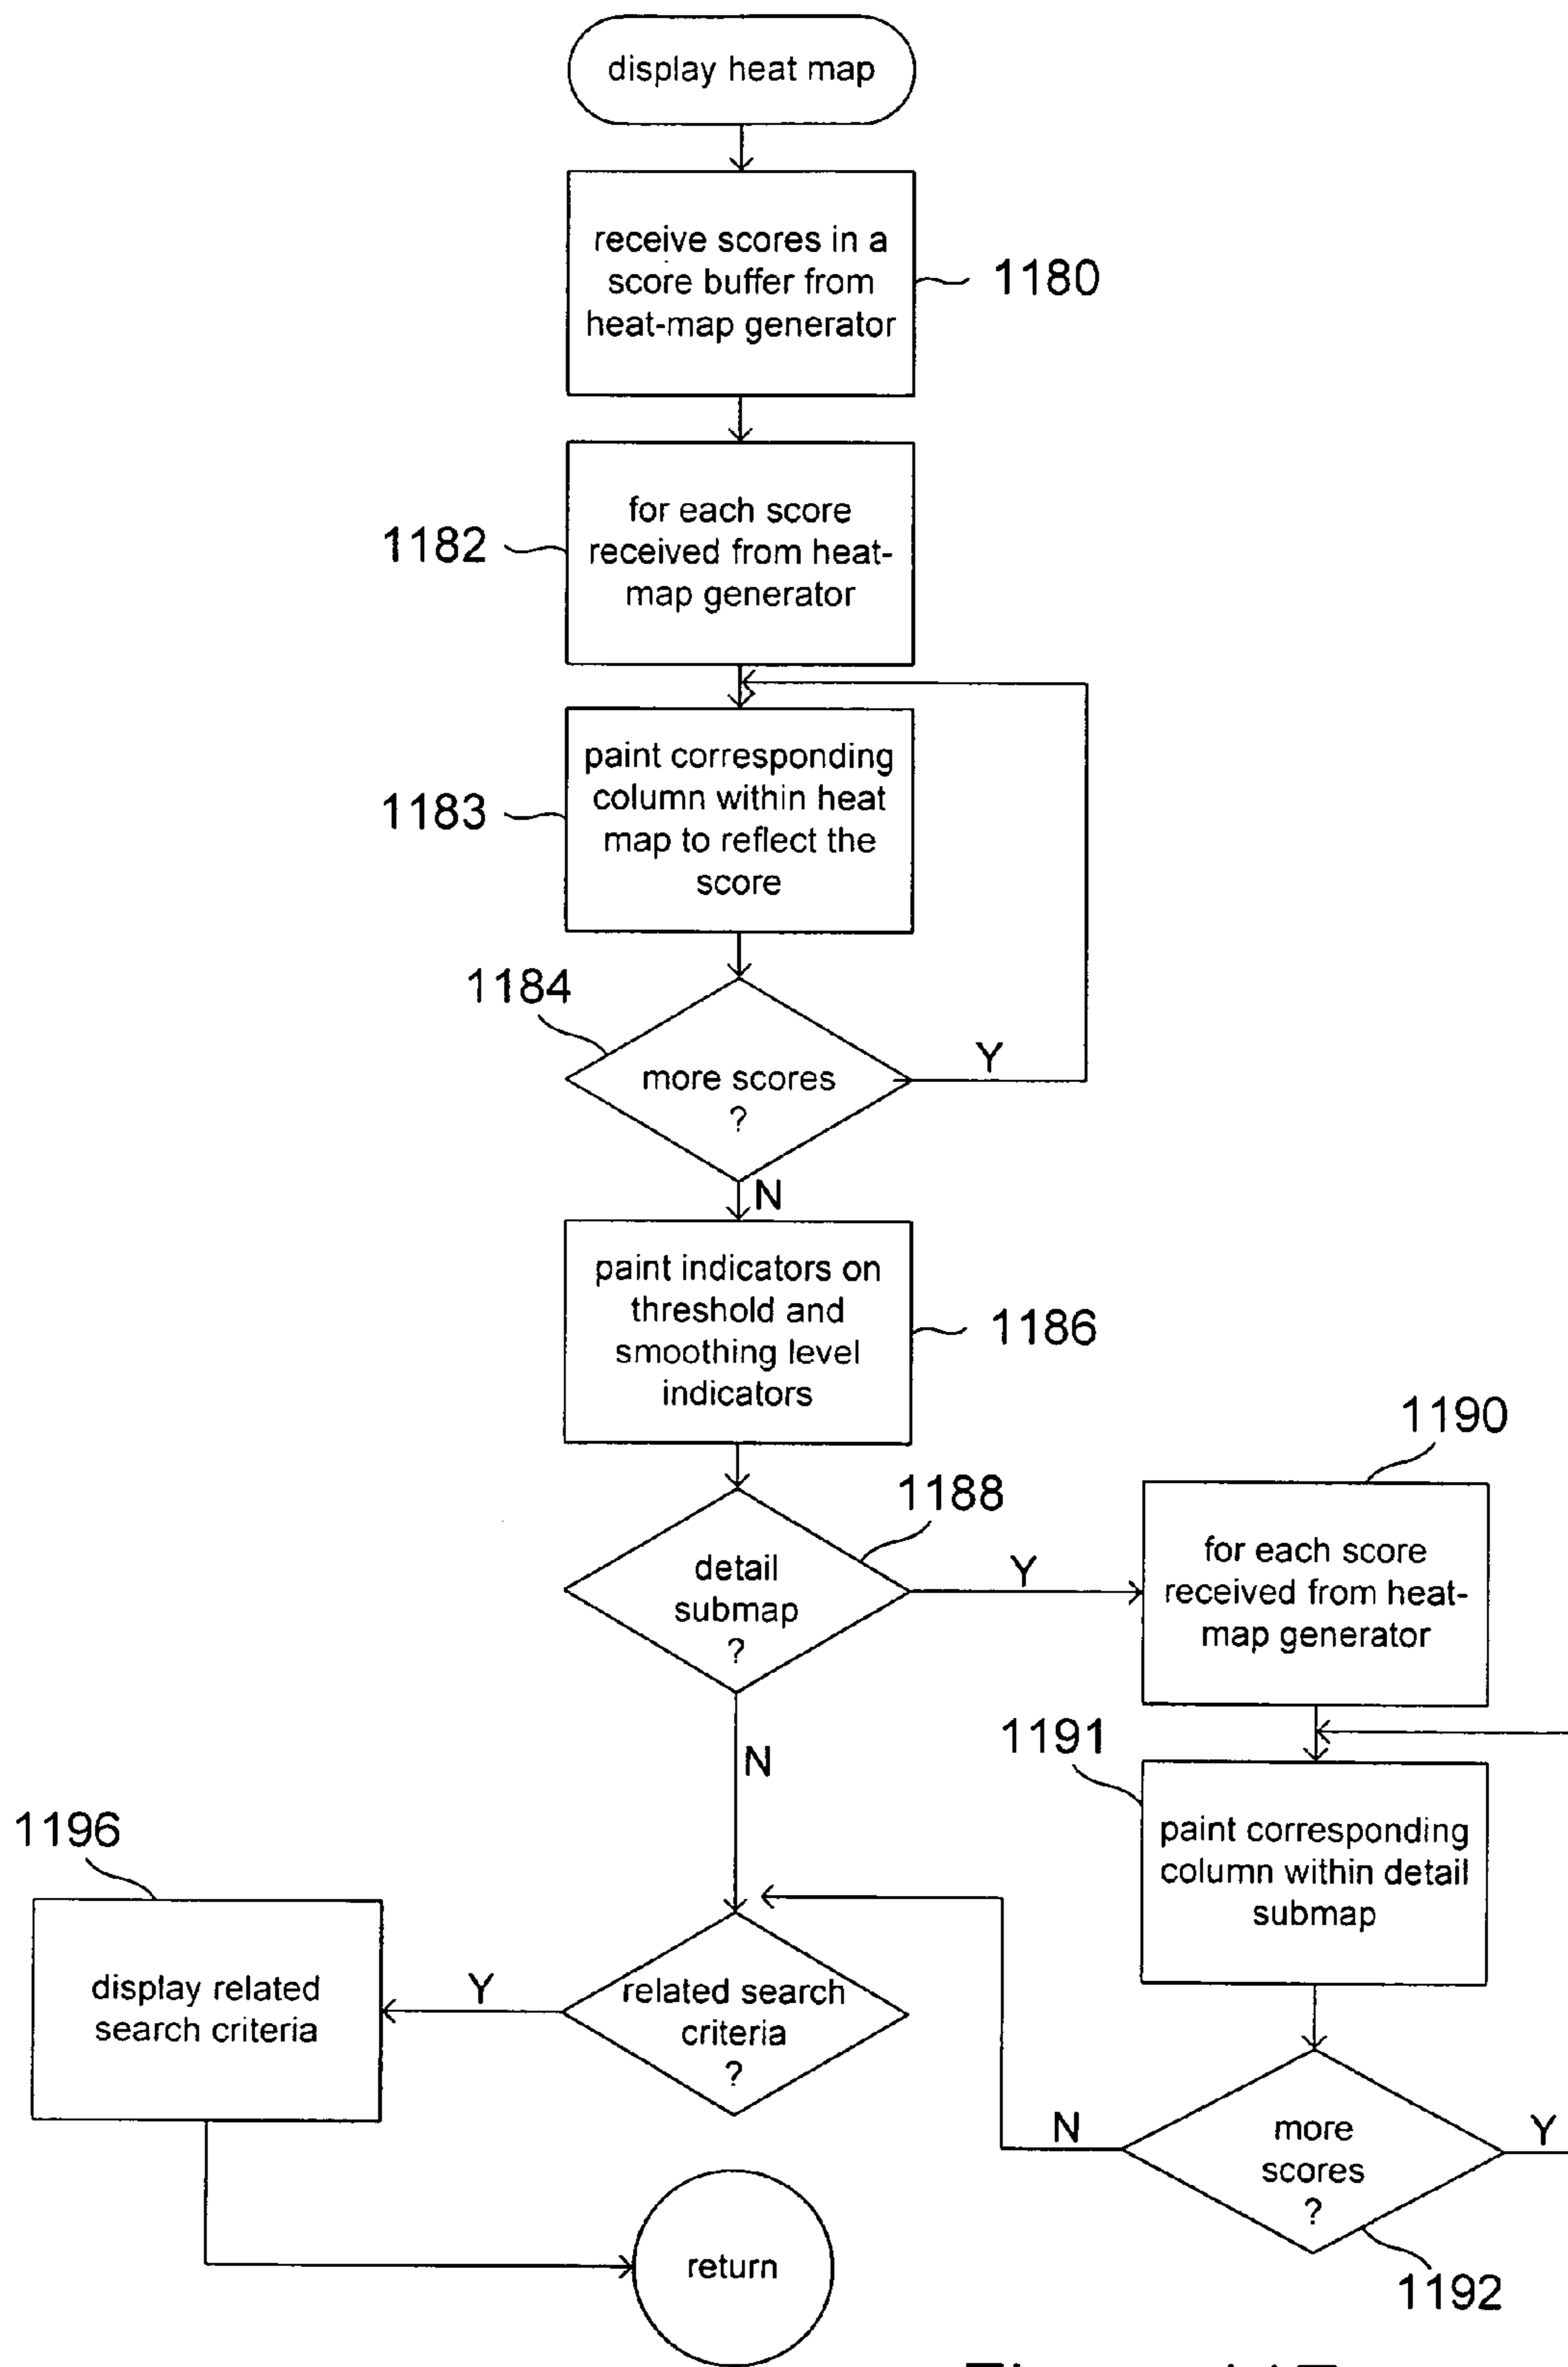 display heat map
receive scores in a
score buffer from
heat-map generator
1180
for each score
received from heat-
map generator
1182
paint corresponding
column within heat
map to reflect the
score
1183
1184
more scores
?
Y
N
paint indicators on
threshold and
smoothing level
indicators
1186
1188
detail
submap
?
Y
N
1190
for each score
received from heat-
map generator
1191
paint corresponding
column within detail
submap
1196
display related
search criteria
Y
related search
criteria
?
N
more
scores
?
Y
1192
return